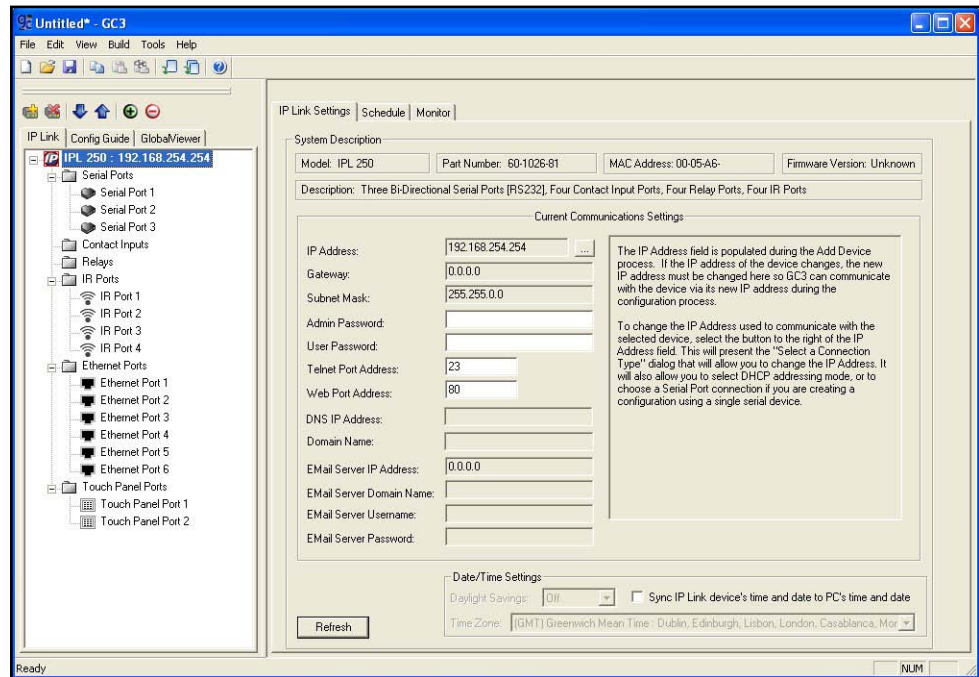 Untitled* - GC3
File Edit View Build Tools Help
IP Link Config Guide GlobalViewer
IPL 250 : 192.168.254.254
Serial Ports
Serial Port 1
Serial Port 2
Serial Port 3
Contact Inputs
Relays
IR Ports
IR Port 1
IR Port 2
IR Port 3
IR Port 4
Ethernet Ports
Ethernet Port 1
Ethernet Port 2
Ethernet Port 3
Ethernet Port 4
Ethernet Port 5
Ethernet Port 6
Touch Panel Ports
Touch Panel Port 1
Touch Panel Port 2
IP Link Settings Schedule Monitor
System Description
Model: IPL 250 Part Number: 60-1026-81 MAC Address: 00-05-A6- Firmware Version: Unknown
Description: Three Bi-Directional Serial Ports [RS232], Four Contact Input Ports, Four Relay Ports, Four IR Ports
Current Communications Settings
IP Address: 192.168.254.254 ...
Gateway: 0.0.0.0
Subnet Mask: 255.255.0.0
Admin Password:
User Password:
Telnet Port Address: 23
Web Port Address: 80
DNS IP Address:
Domain Name:
EMail Server IP Address: 0.0.0.0
EMail Server Domain Name:
EMail Server Username:
EMail Server Password:
The IP Address field is populated during the Add Device
process. If the IP address of the device changes, the new
IP address must be changed here so GC3 can communicate
with the device via its new IP address during the
configuration process.
To change the IP Address used to communicate with the
selected device, select the button to the right of the IP
Address field. This will present the "Select a Connection
Type" dialog that will allow you to change the IP Address. It
will also allow you to select DHCP addressing mode, or to
choose a Serial Port connection if you are creating a
configuration using a single serial device.
Date/Time Settings
Daylight Savings: Off Sync IP Link device's time and date to PC's time and date
Time Zone: (GMT) Greenwich Mean Time : Dublin, Edinburgh, Lisbon, London, Casablanca, Mor
Refresh
Ready NUM